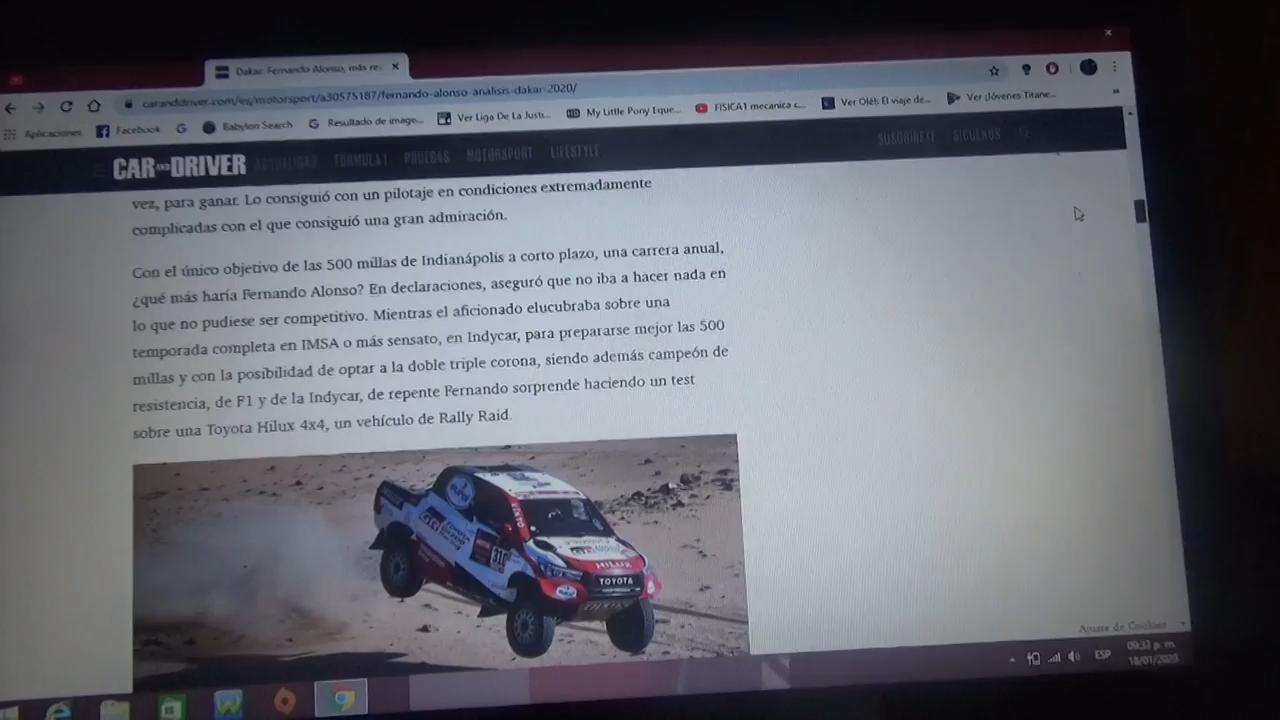 Dakar: Fernando Alonso, más re
caranddriver.com/es/motorsport/a30575187/fernando-alonso-analisis-dakar-2020/
Aplicaciones Facebook Babylon Search Resultado de image... Ver Liga De La Justi... My Little Pony Eque... FISICA1 mecanica c... Ver Olé!: El viaje de... Ver ¡Jóvenes Titane...
CAR AND DRIVER ACTUALIDAD FORMULA 1 PRUEBAS MOTORSPORT LIFESTYLE SUSCRÍBETE SÍGUENOS
vez, para ganar. Lo consiguió con un pilotaje en condiciones extremadamente
complicadas con el que consiguió una gran admiración.
Con el único objetivo de las 500 millas de Indianápolis a corto plazo, una carrera anual,
¿qué más haría Fernando Alonso? En declaraciones, aseguró que no iba a hacer nada en
lo que no pudiese ser competitivo. Mientras el aficionado elucubraba sobre una
temporada completa en IMSA o más sensato, en Indycar, para prepararse mejor las 500
millas y con la posibilidad de optar a la doble triple corona, siendo además campeón de
resistencia, de F1 y de la Indycar, de repente Fernando sorprende haciendo un test
sobre una Toyota Hilux 4x4, un vehículo de Rally Raid.
GR TOYOTA GAZOO Racing
310
HILUX
TOYOTA
Ajuste de Cookies
ESP
09:33 p. m.
18/01/2020